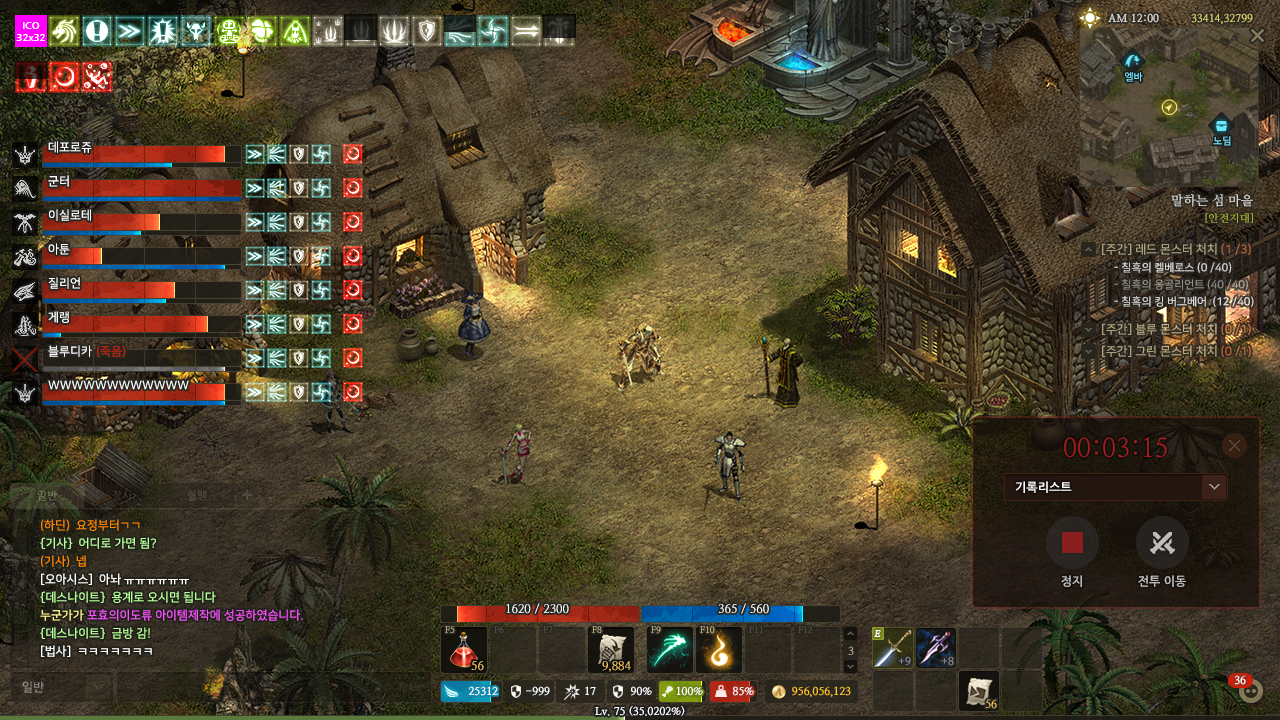 ICO
32x32
AM 12:00
33414,32799
엘바
노딤
말하는 섬 마을
[안전지대]
[주간] 레드 몬스터 처치 (1 /3)
- 칠흑의 켈베로스 (0 /40)
- 칠흑의 웅골리언트 (40 /40)
- 칠흑의 킹 버그베어 (12 /40)
[주간] 블루 몬스터 처치 (0/1)
[주간] 그린 몬스터 처치 (0 /1)
데포로쥬
군터
이실로테
아툰
질리언
게랭
블루디카 (죽음)
WWWWWWWWWWWW
00:03:15
기록리스트
정지
전투 이동
일반
혈맹
+
(하딘) 요정부터ㄱㄱ
{기사} 어디로 가면 됨?
(기사) 넵
[오아시스] 아놔 ㅠㅠㅠㅠㅠㅠ
{데스나이트} 용계로 오시면 됩니다
누군가가 포효의이도류 아이템제작에 성공하였습니다.
{데스나이트} 금방 감!
[법사] ㅋㅋㅋㅋㅋㅋㅋ
일반
1620 / 2300
365 / 560
F5
F6
F7
F8
F9
F10
F11
F12
56
9,884
3
E
+9
+8
56
25312
-999
17
90%
100%
85%
956,056,123
Lv. 75 (35,0202%)
36